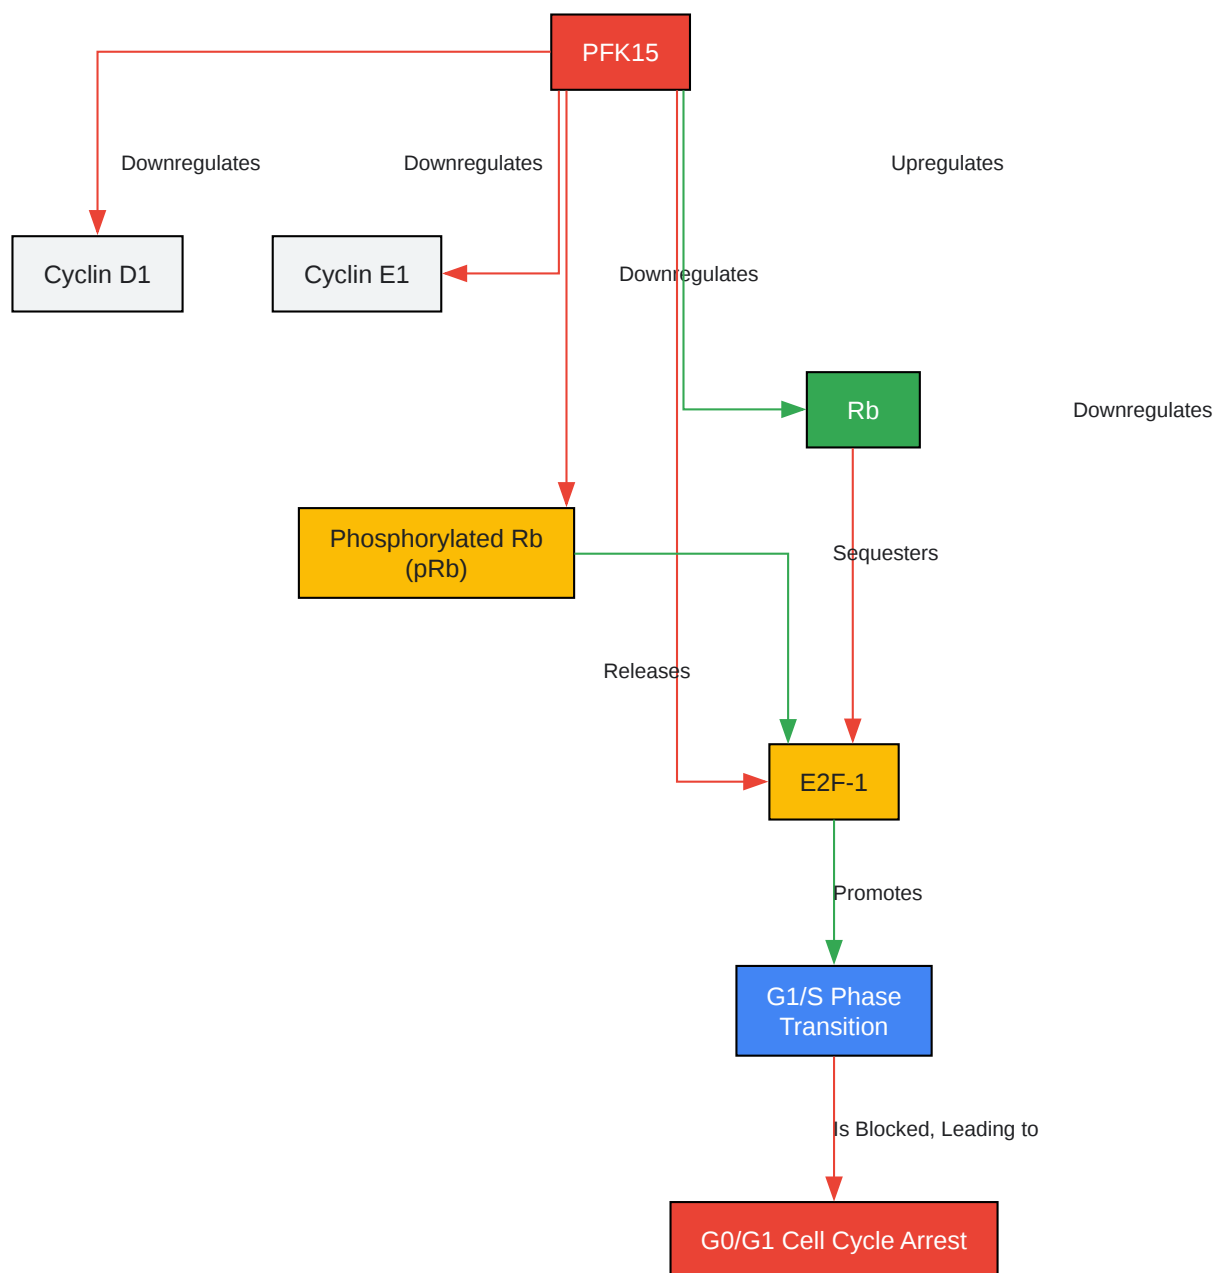 PFK15
Downregulates
Downregulates
Upregulates
Cyclin D1
Cyclin E1
Downregulates
Rb
Downregulates
Phosphorylated Rb
(pRb)
Sequesters
Releases
E2F-1
Promotes
G1/S Phase
Transition
Is Blocked, Leading to
G0/G1 Cell Cycle Arrest